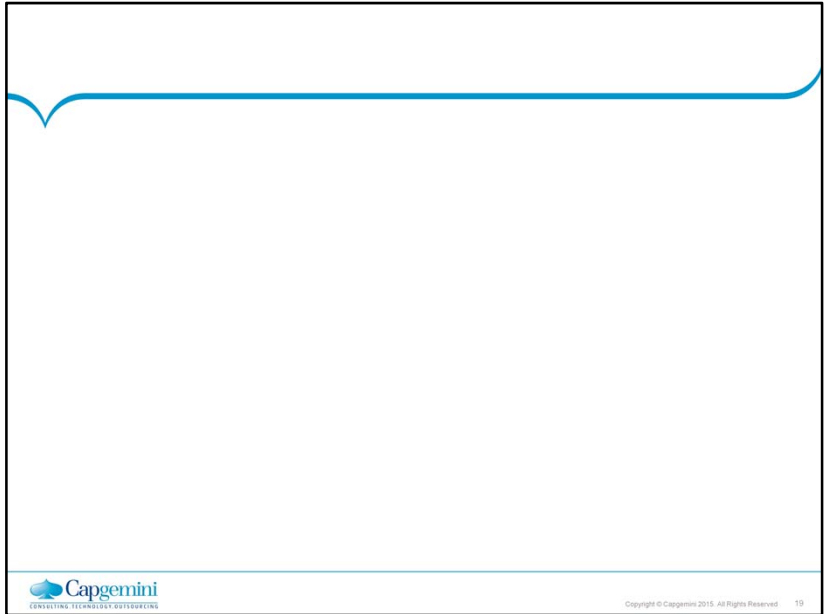 Capgemini
CONSULTING. TECHNOLOGY. OUTSOURCING
Copyright © Capgemini 2015. All Rights Reserved
19